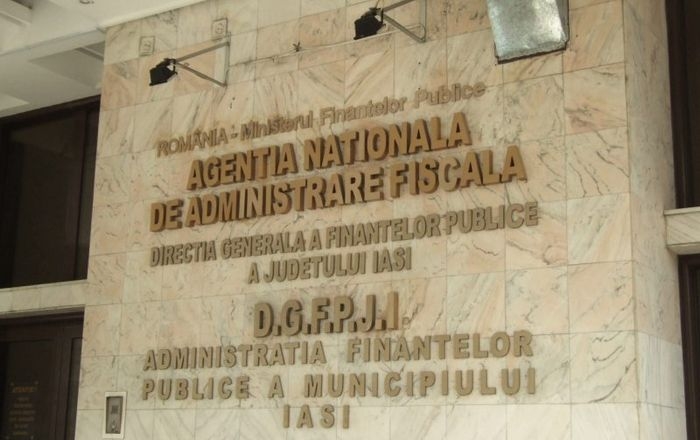 ROMÂNIA - Ministerul Finantelor Publice
AGENTIA NATIONALA
DE ADMINISTRARE FISCALA
DIRECTIA GENERALA A FINANTELOR PUBLICE
A JUDETULUI IASI
D.G.F.P.J.I.
ADMINISTRATIA FINANTELOR
PUBLICE A MUNICIPIULUI
IASI